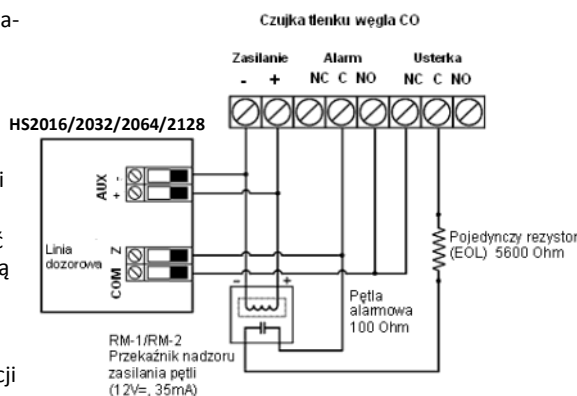 a-
Czujka tlenku węgla CO
Zasilanie Alarm Usterka
- + NC C NO NC C NO
HS2016/2032/2064/2128
i
AUX
-
+
ć
Linia
dozorowa
ą
COM
Z
- +
Pojedynczy rezystor
(EOL) 5600 Ohm
Pętla
alarmowa
100 Ohm
RM-1/RM-2
Przekaźnik nadzoru
zasilania pętli
(12V=, 35mA)
cji